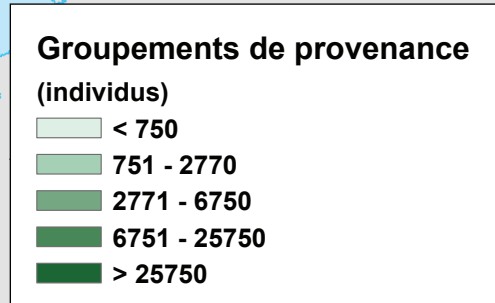 Groupements de provenance
(individus)
< 750
751 - 2770
2771 - 6750
6751 - 25750
> 25750